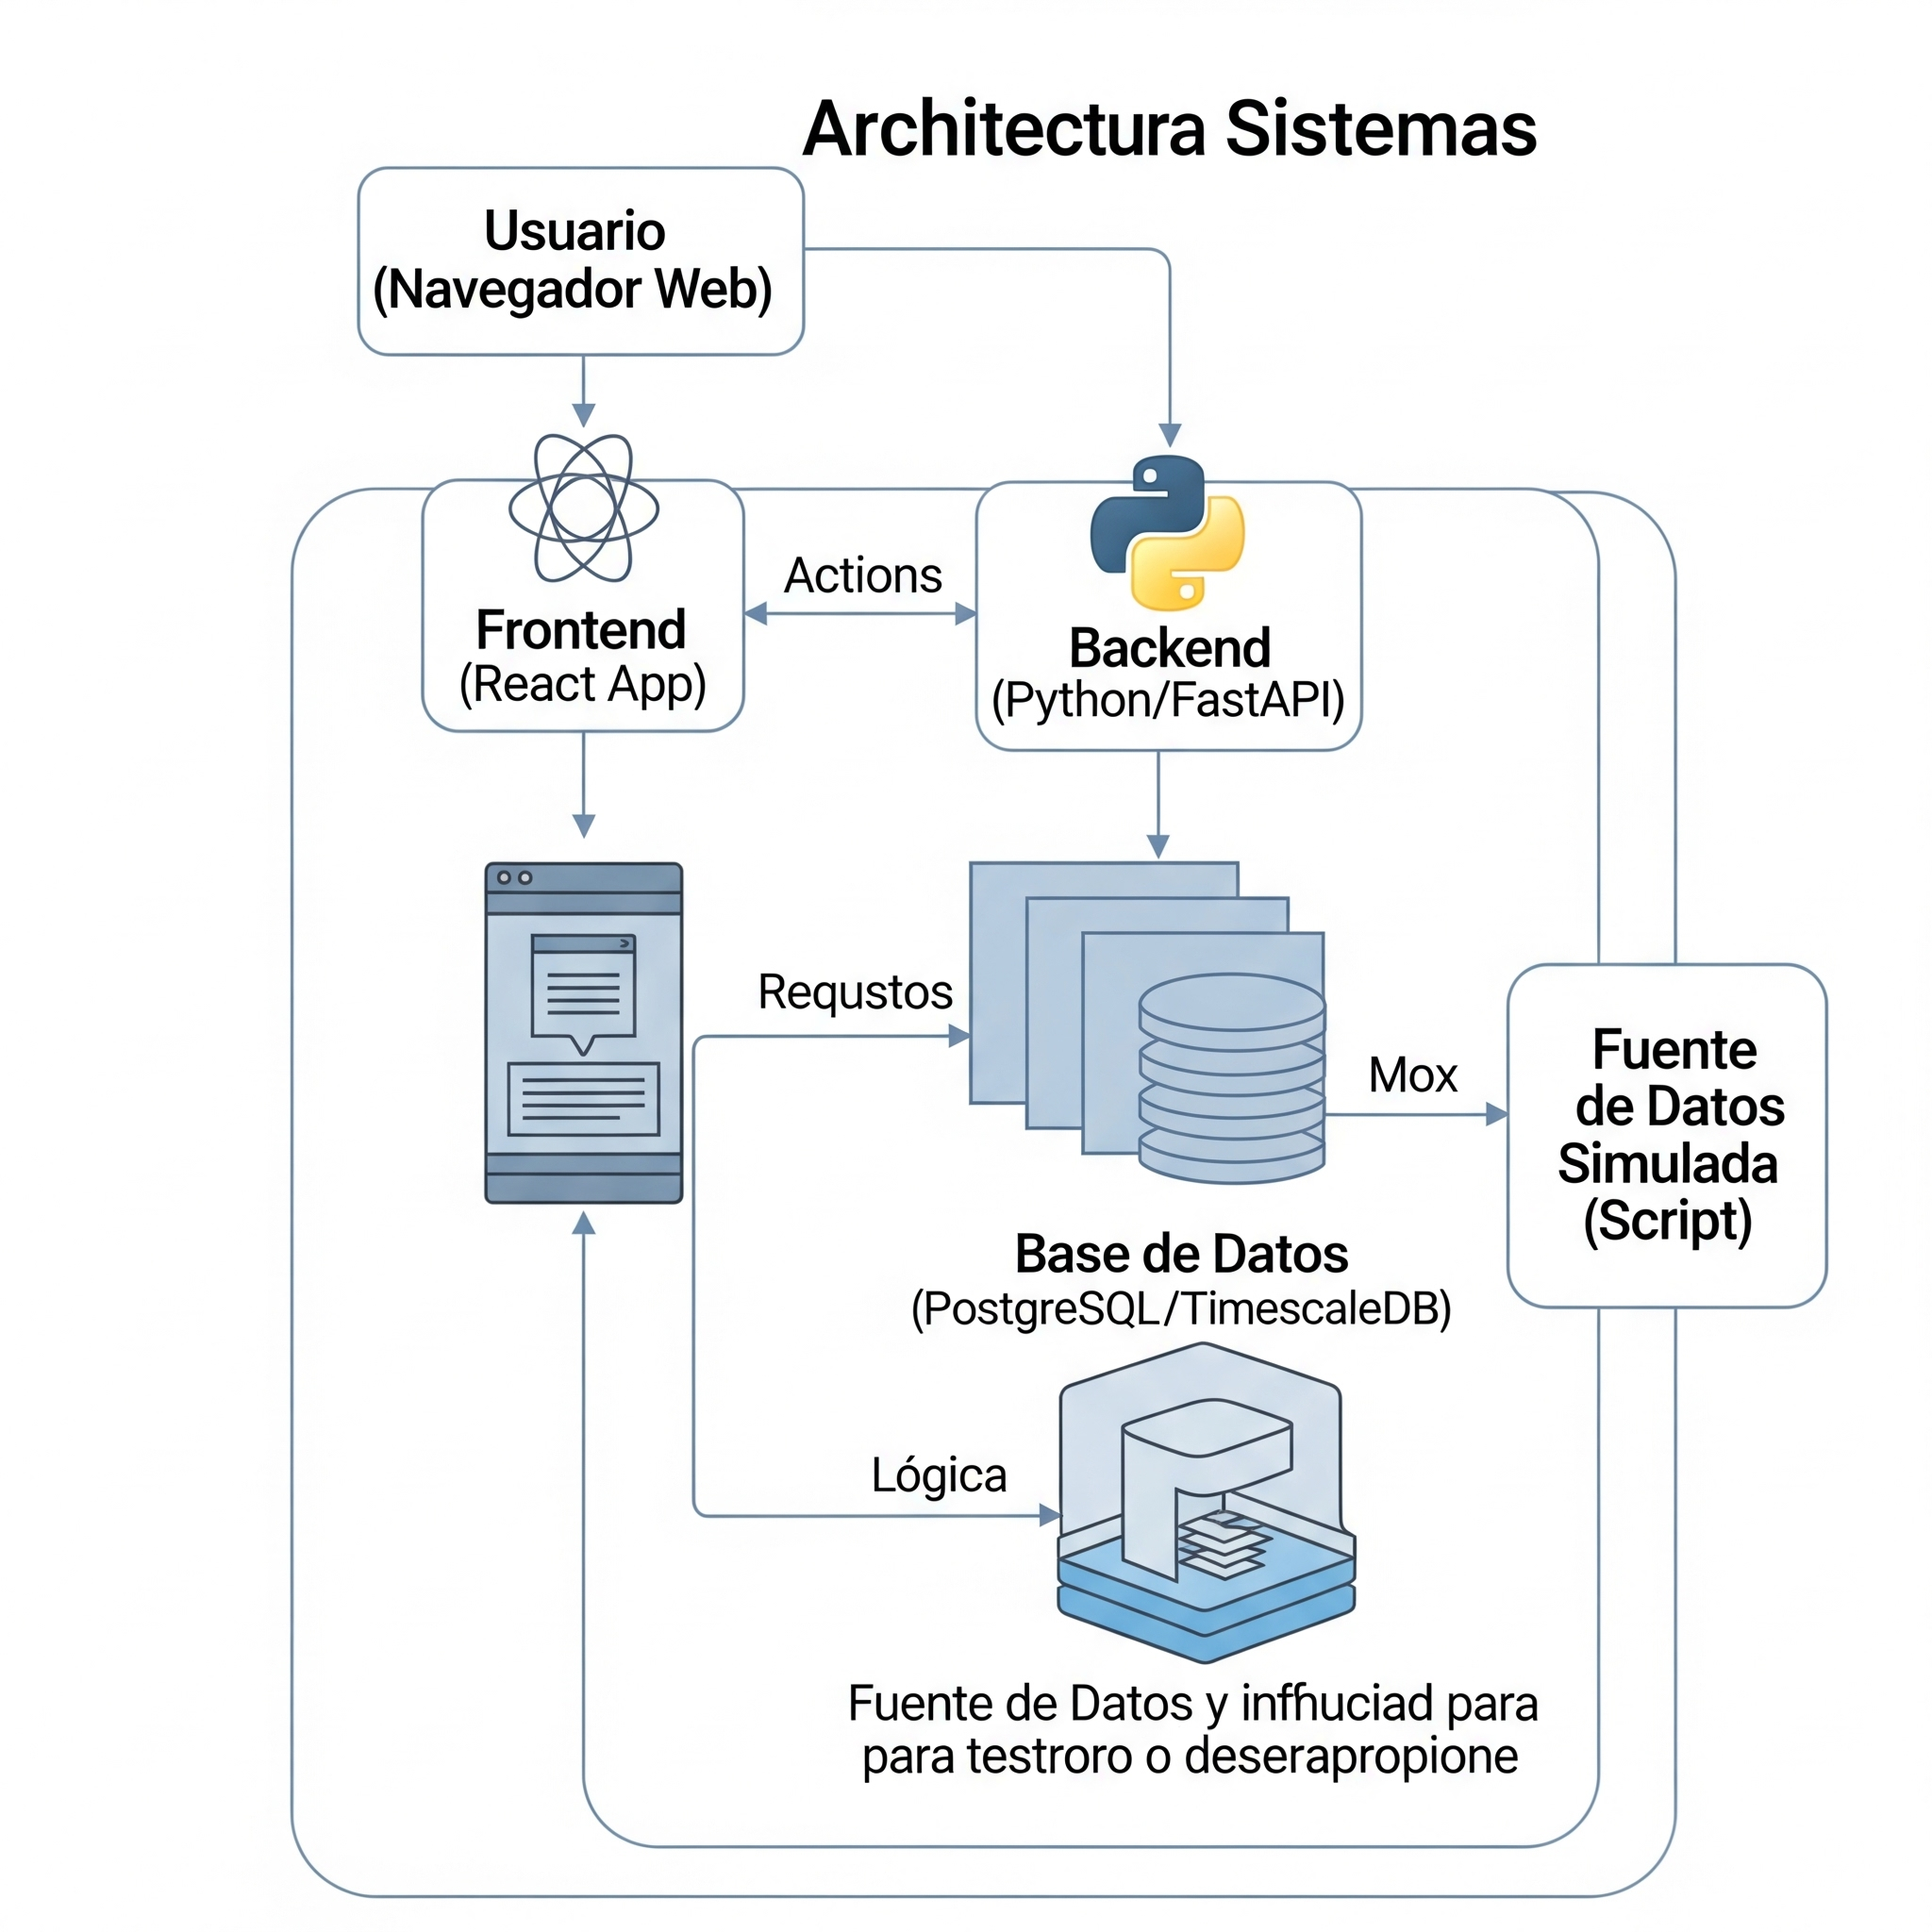 Architectura Sistemas
Usuario
(Navegador Web)
Frontend
(React App)
Actions
Backend
(Python/FastAPI)
Requstos
Mox
Fuente
de Datos
Simulada
(Script)
Base de Datos
(PostgreSQL/TimescaleDB)
Lógica
Fuente de Datos y infhuciad para
para testroro o deserapropione